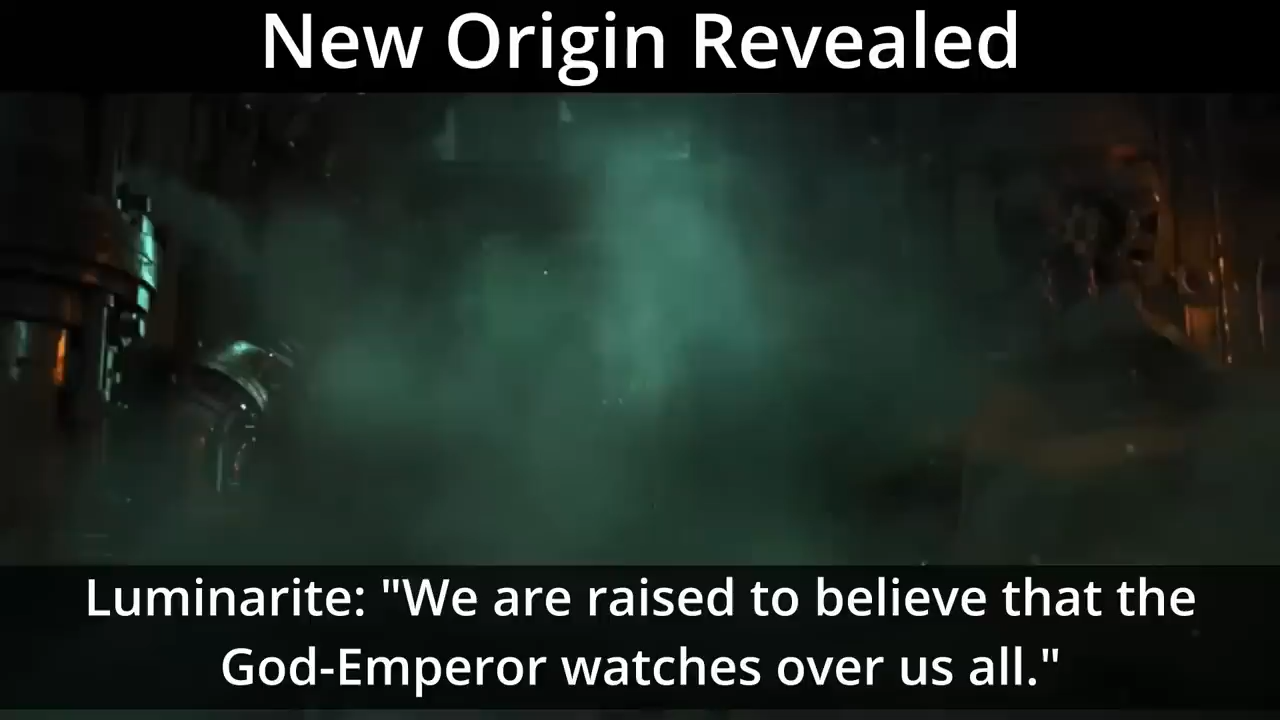 New Origin Revealed
Luminarite: "We are raised to believe that the
God-Emperor watches over us all."